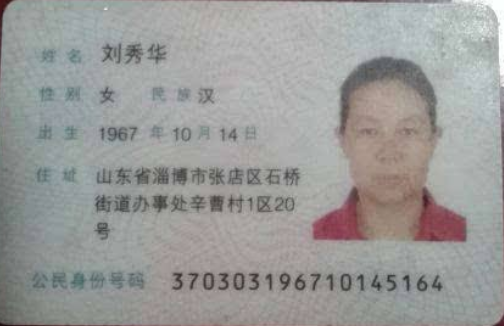 姓名 刘秀华
性别 女 民族 汉
出生 1967 年 10 月 14 日
住址 山东省淄博市张店区石桥
街道办事处辛曹村1区20
号
公民身份号码 370303196710145164